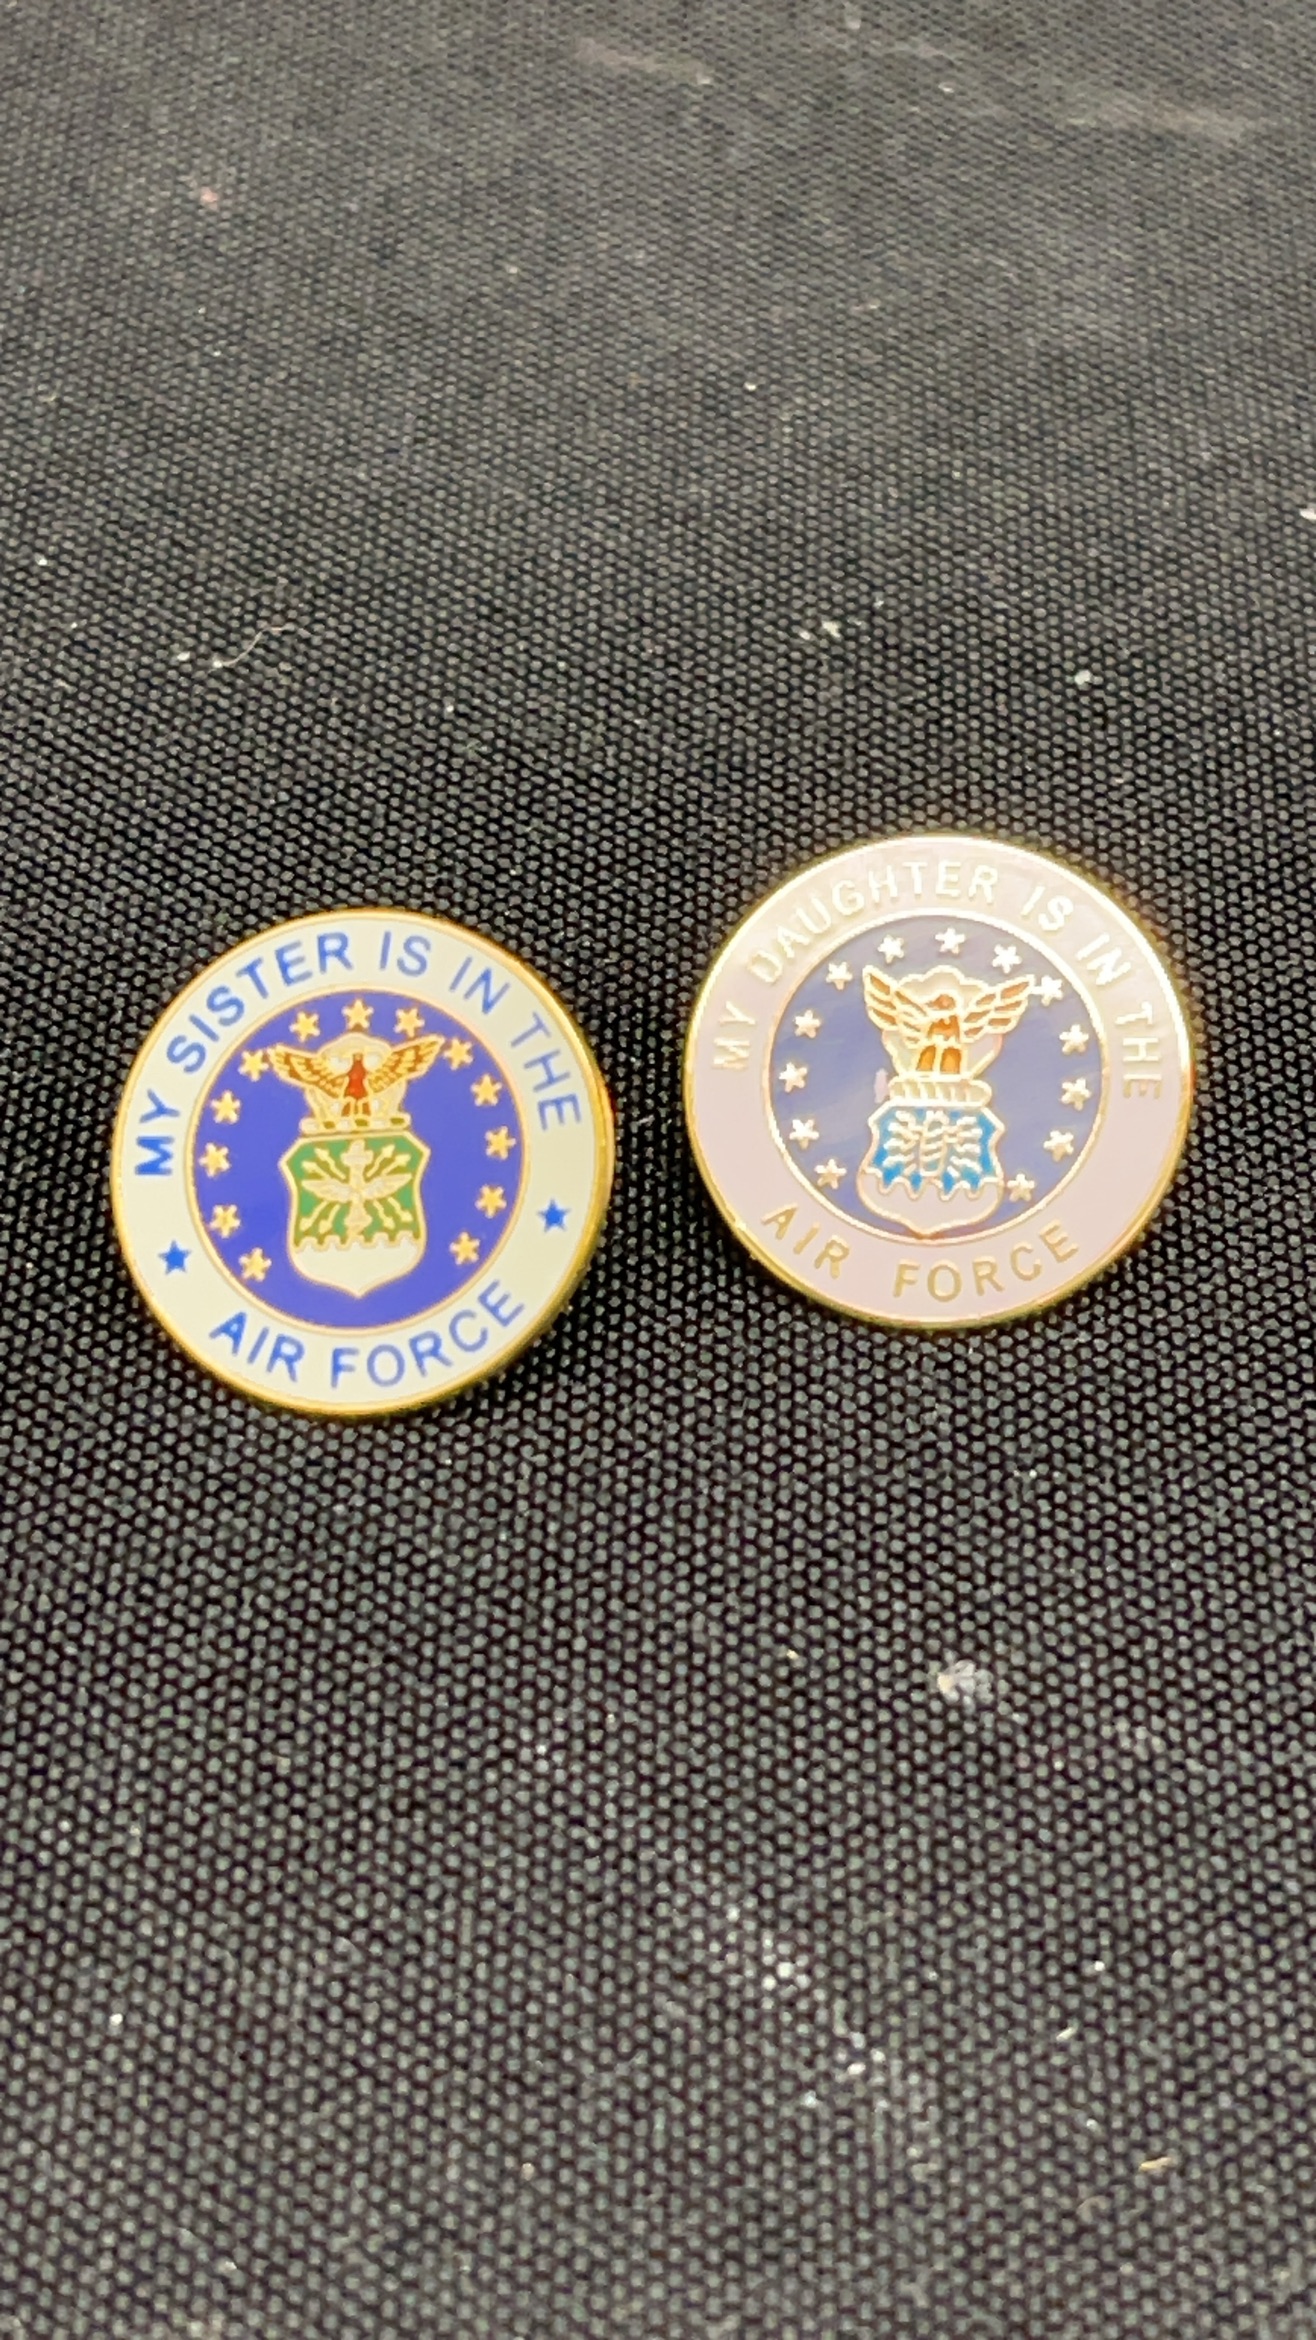 MY SISTER IS IN THE
AIR FORCE
MY DAUGHTER IS IN THE
AIR FORCE